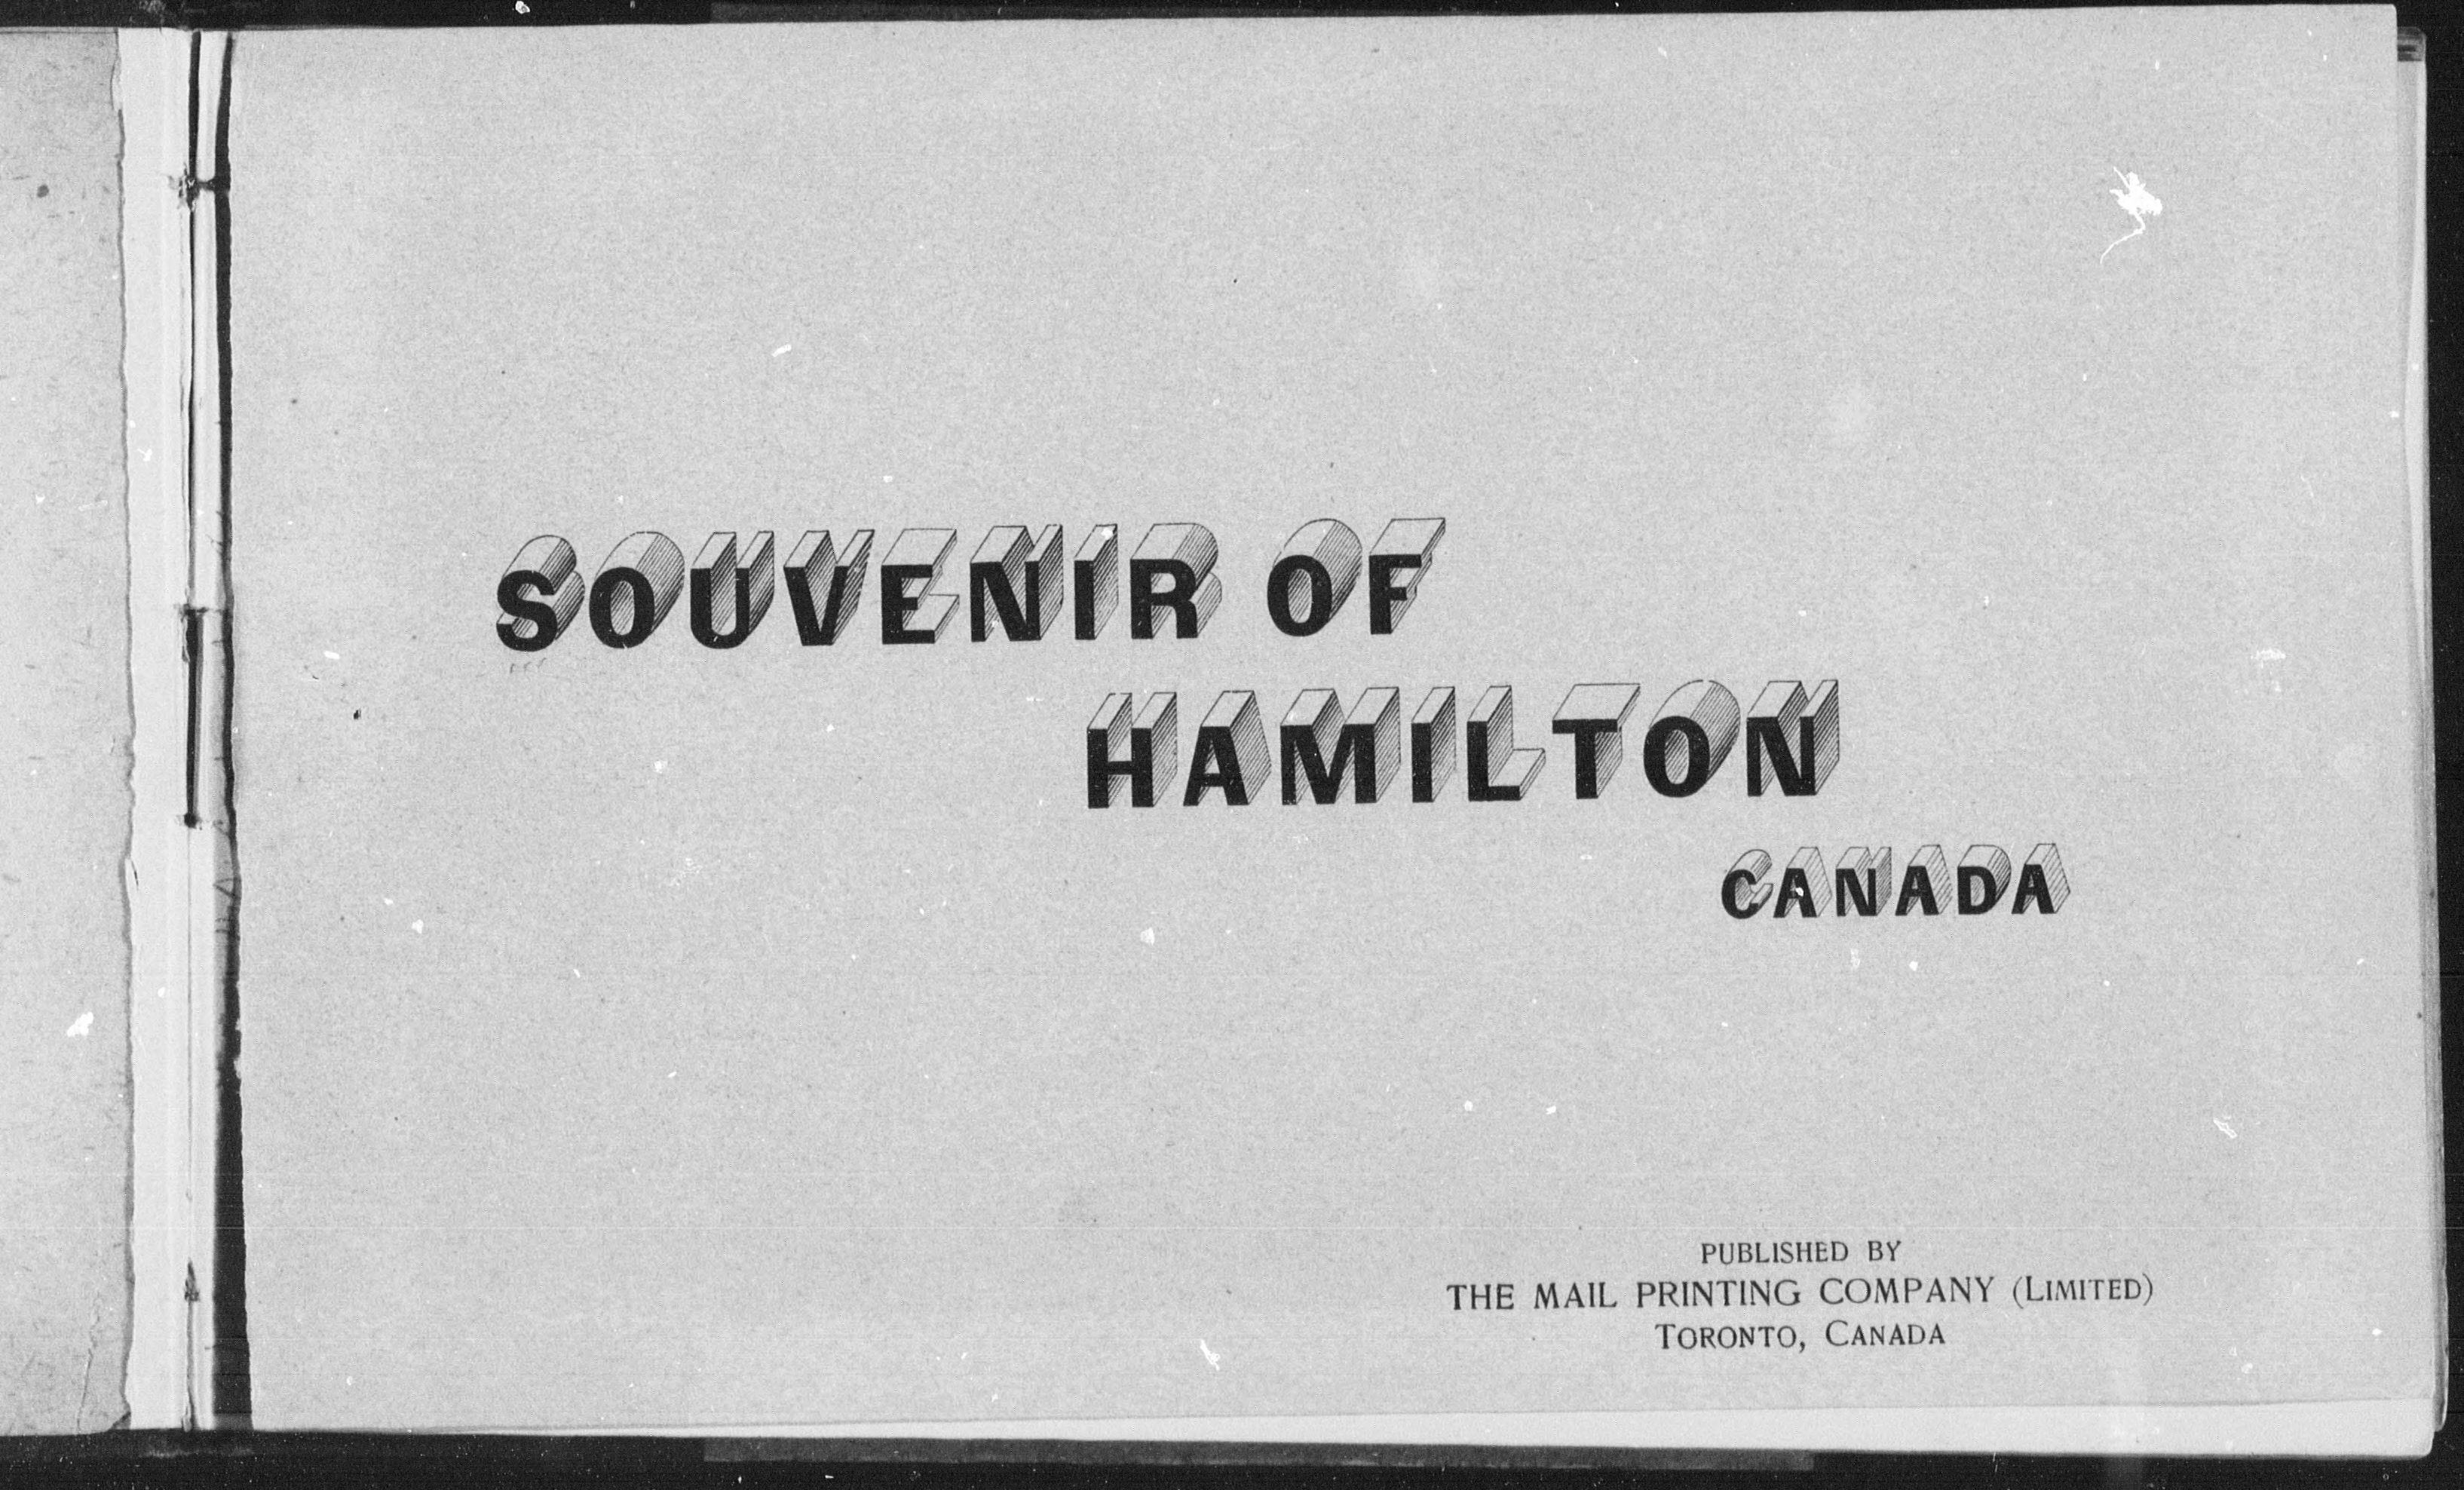 SOUVENIR OF
HAMILTON
CANADA
PUBLISHED BY
THE MAIL PRINTING COMPANY (LIMITED)
TORONTO, CANADA